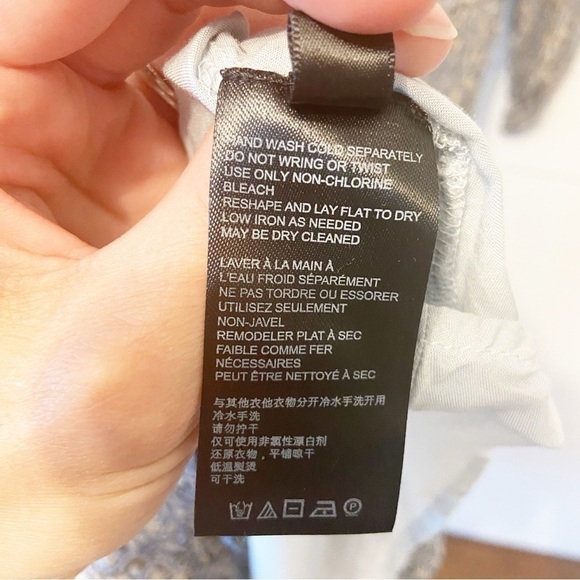 HAND WASH COLD SEPARATELY
DO NOT WRING OR TWIST
USE ONLY NON-CHLORINE
BLEACH
RESHAPE AND LAY FLAT TO DRY
LOW IRON AS NEEDED
MAY BE DRY CLEANED
LAVER À LA MAIN À
L'EAU FROID SÉPARÉMENT
NE PAS TORDRE OU ESSORER
UTILISEZ SEULEMENT
NON-JAVEL
REMODELER PLAT À SEC
FAIBLE COMME FER
NÉCESSAIRES
PEUT ÊTRE NETTOYÉ À SEC
与其他衣他衣物分开冷水手洗开用
冷水手洗
请勿拧干
仅可使用非氯性漂白剂
还原衣物，平铺晾干
低温熨烫
可干洗